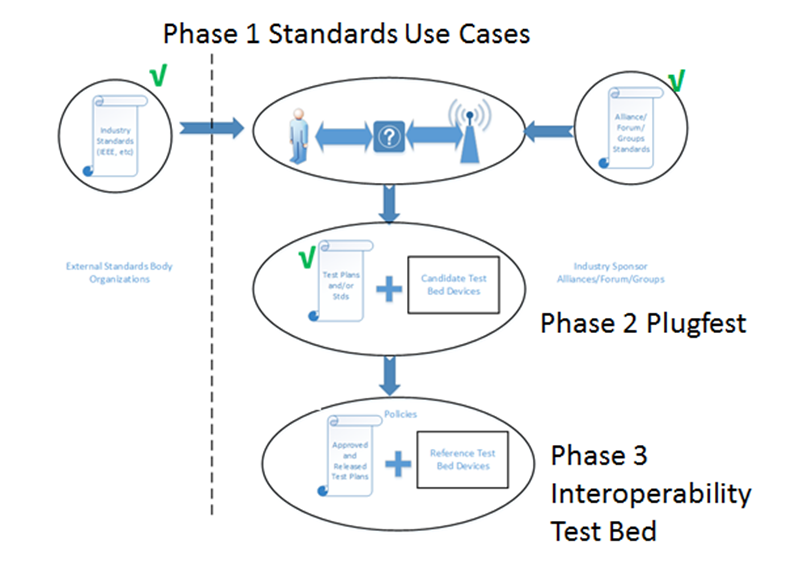 Phase 1 Standards Use Cases
√
Industry
Standards
(IEEE, etc)
?
√
Alliance/
Forum/
Groups
Standards
External Standards Body
Organizations
√
Test Plans
and/or
Stds
Candidate Test
Bed Devices
Industry Sponsor
Alliances/Forum/Groups
Phase 2 Plugfest
Policies
Approved
and
Released
Test Plans
Reference Test
Bed Devices
Phase 3
Interoperability
Test Bed